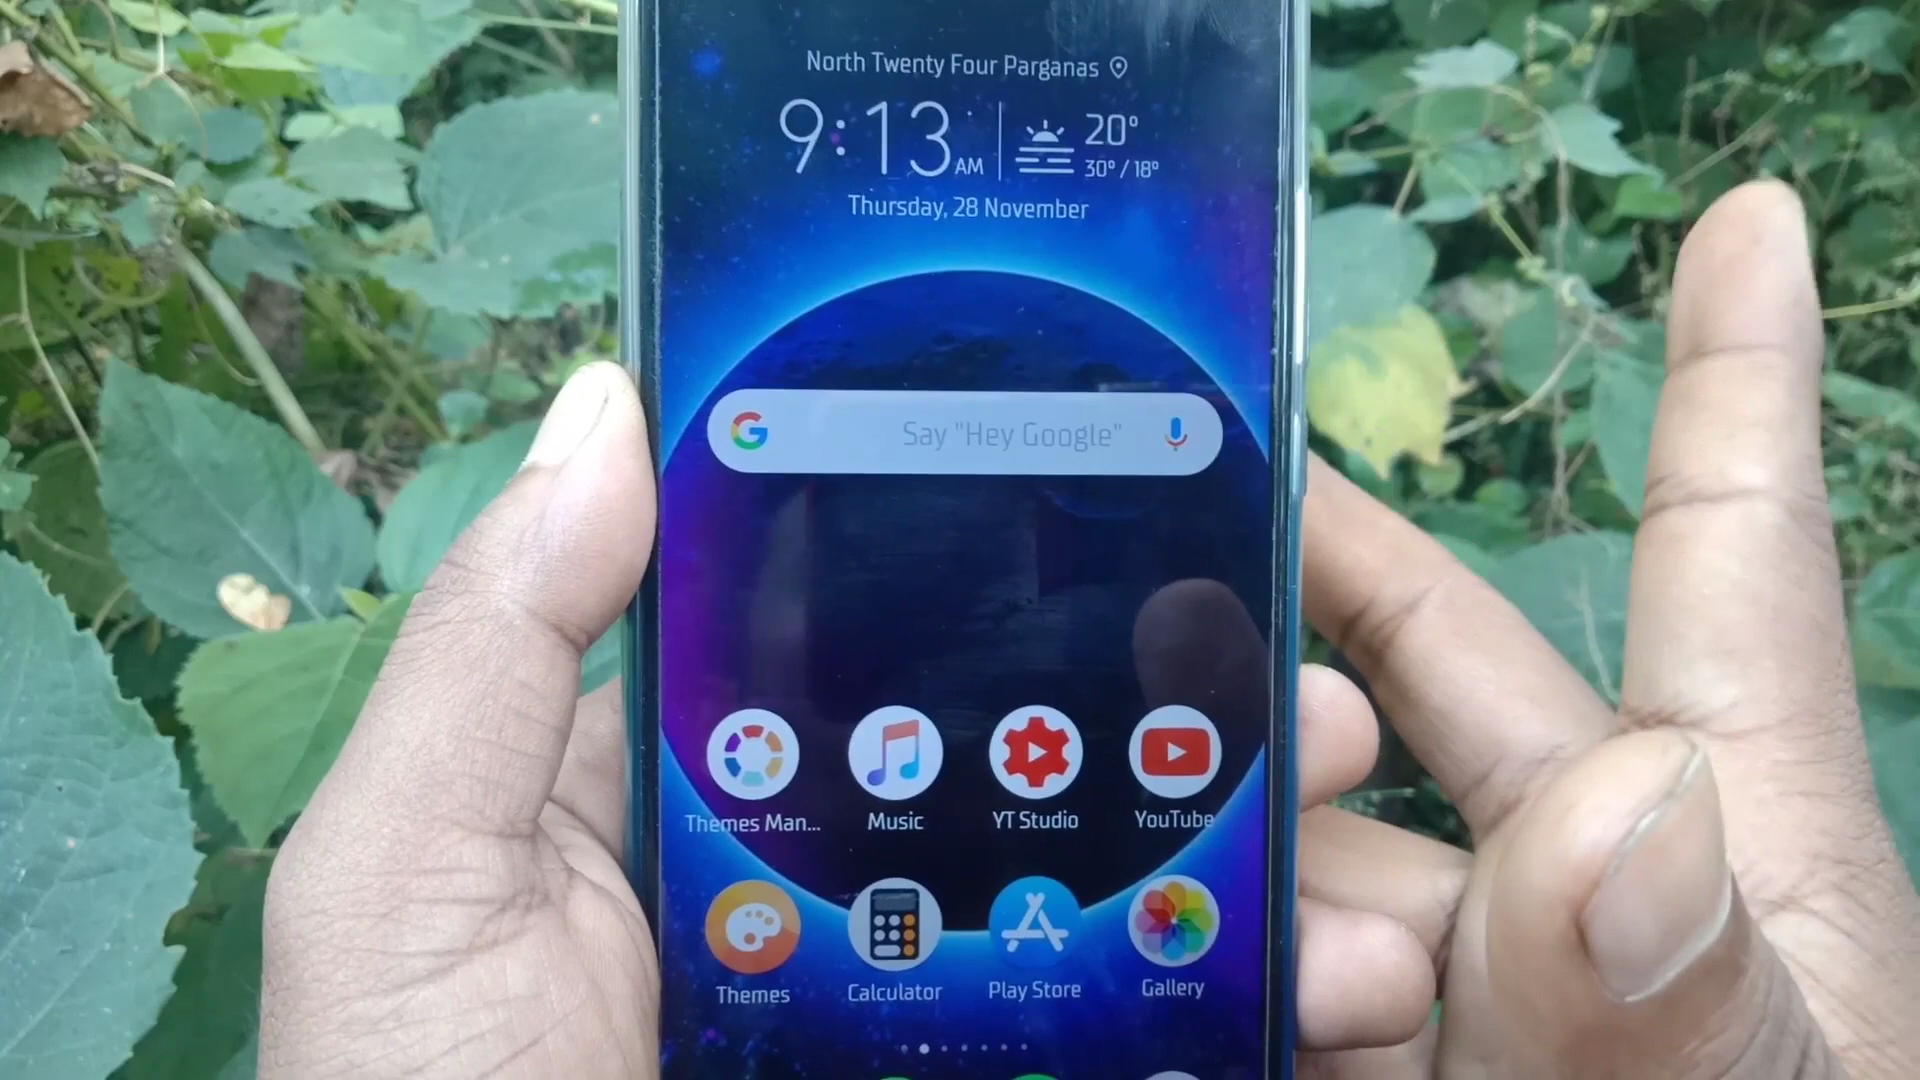 North Twenty Four Parganas
9:13 AM 20°
30° / 18°
Thursday, 28 November
Say "Hey Google"
Themes Man... Music YT Studio YouTube
Themes Calculator Play Store Gallery